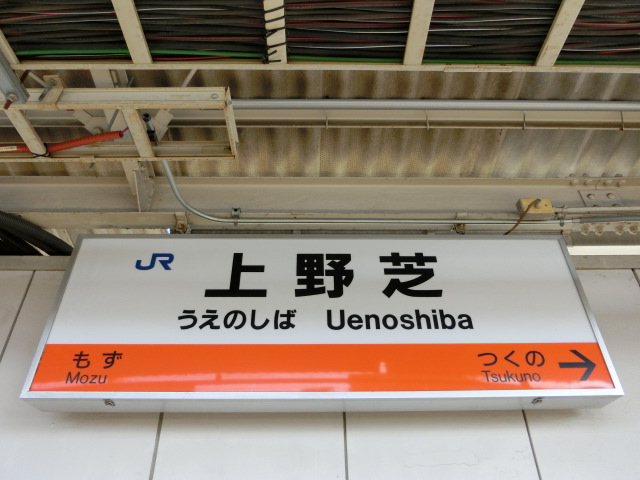 JR 上野芝
うえのしば Uenoshiba
もず つくの →
Mozu Tsukuno